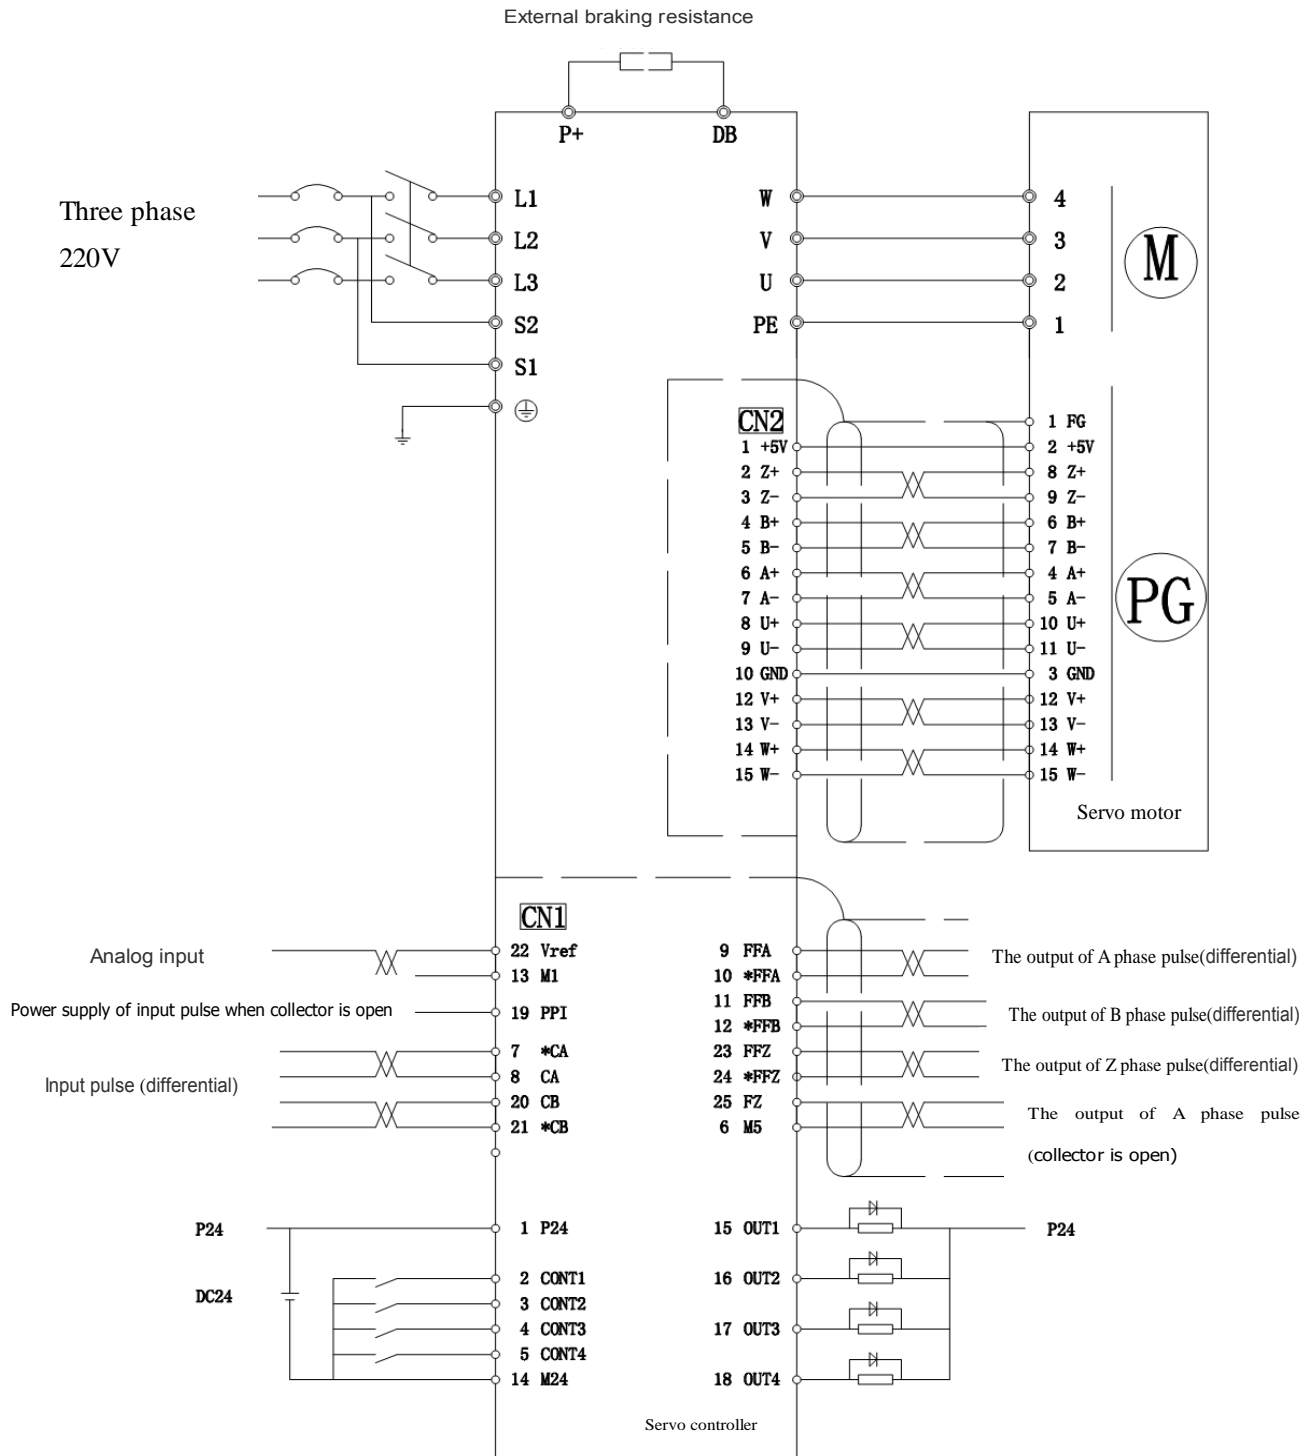 External braking resistance
P+ DB
Three phase
220V
L1
L2
L3
S2
S1
W
V
U
PE
4
3
2
1
M
CN2
1 +5V
2 Z+
3 Z-
4 B+
5 B-
6 A+
7 A-
8 U+
9 U-
10 GND
12 V+
13 V-
14 W+
15 W-
1 FG
2 +5V
8 Z+
9 Z-
6 B+
7 B-
4 A+
5 A-
10 U+
11 U-
3 GND
12 V+
13 V-
14 W+
15 W-
PG
Servo motor
CN1
Analog input
Power supply of input pulse when collector is open
Input pulse (differential)
22 Vref
13 M1
19 PPI
7 *CA
8 CA
20 CB
21 *CB
9 FFA
10 *FFA
11 FFB
12 *FFB
23 FFZ
24 *FFZ
25 FZ
6 M5
The output of A phase pulse(differential)
The output of B phase pulse(differential)
The output of Z phase pulse(differential)
The output of A phase pulse
(collector is open)
P24
DC24
1 P24
2 CONT1
3 CONT2
4 CONT3
5 CONT4
14 M24
15 OUT1
16 OUT2
17 OUT3
18 OUT4
P24
Servo controller